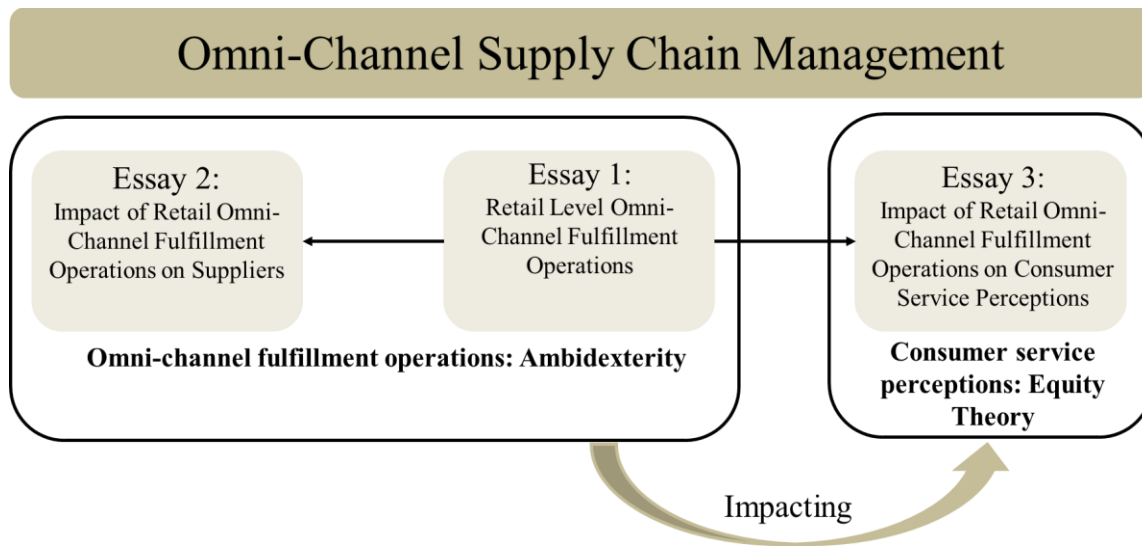 Omni-Channel Supply Chain Management
Essay 2:
Impact of Retail Omni-
Channel Fulfillment
Operations on Suppliers
Essay 1:
Retail Level Omni-
Channel Fulfillment
Operations
Omni-channel fulfillment operations: Ambidexterity
Essay 3:
Impact of Retail Omni-
Channel Fulfillment
Operations on Consumer
Service Perceptions
Consumer service
perceptions: Equity
Theory
Impacting